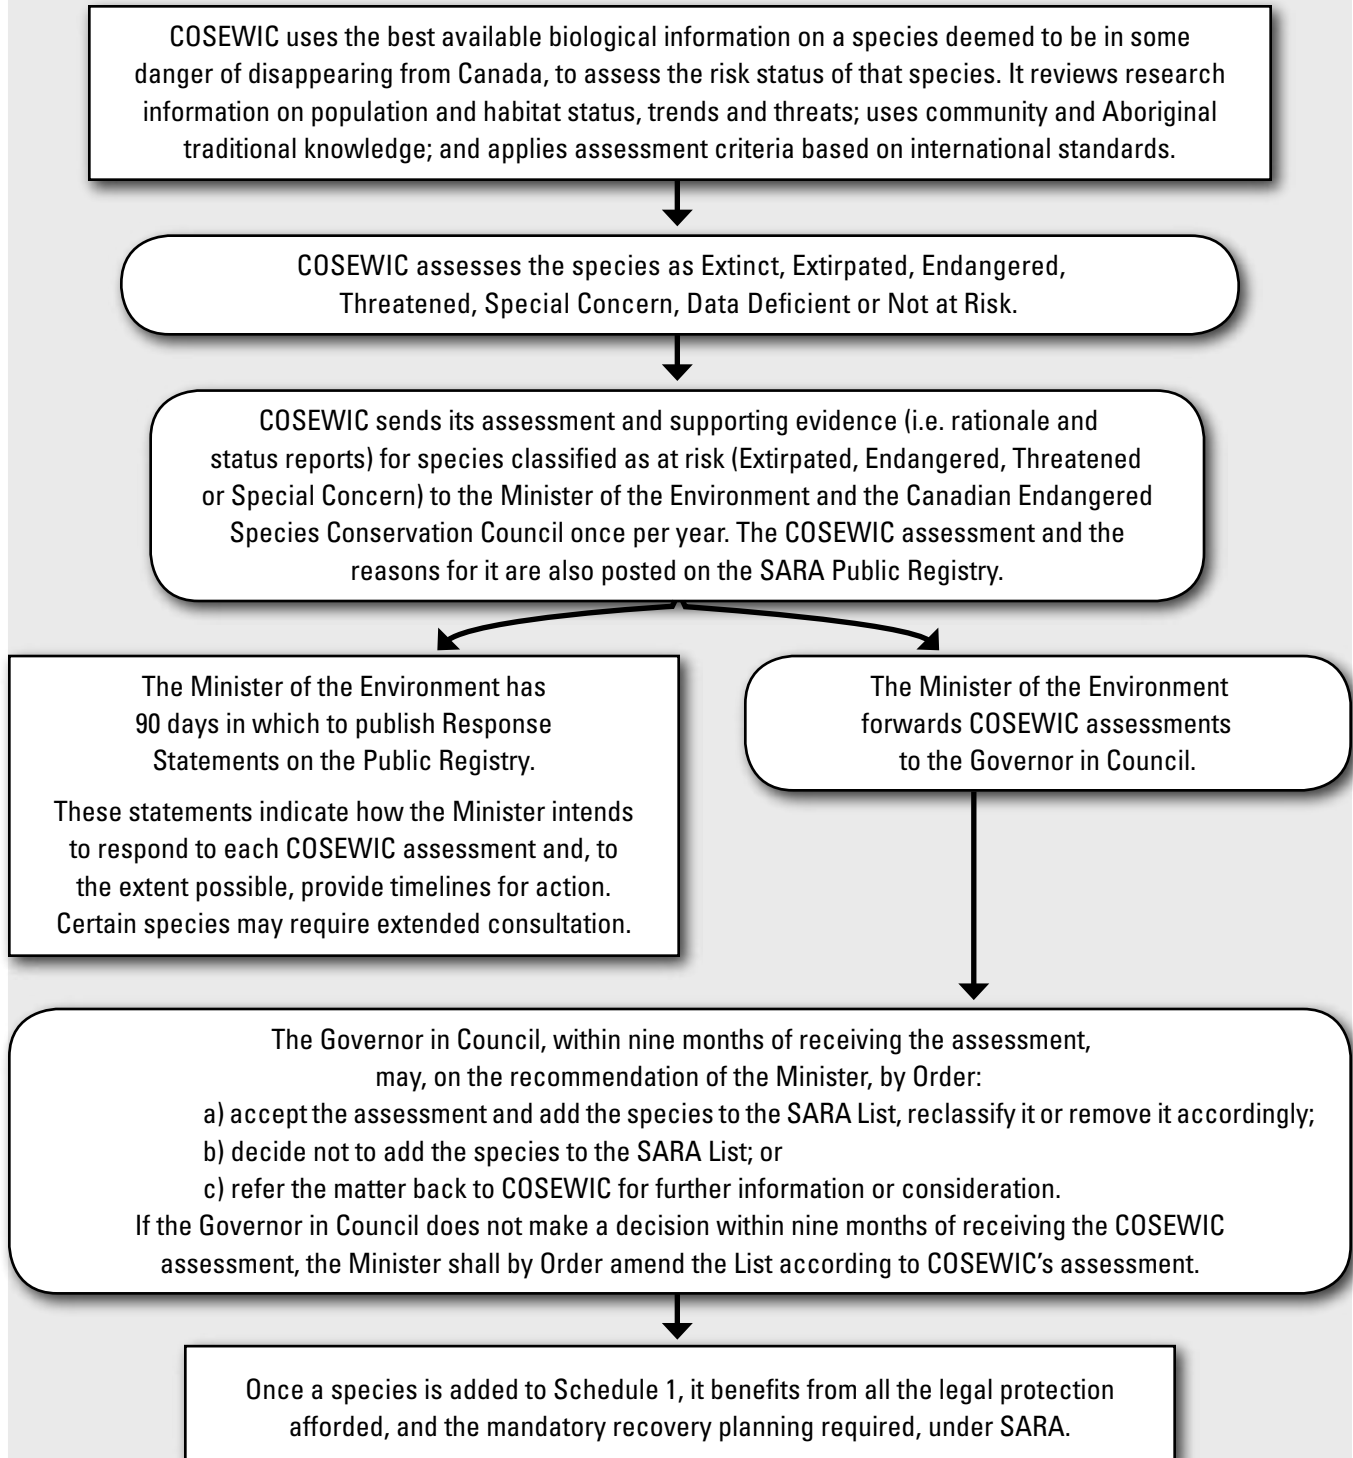 COSEWIC uses the best available biological information on a species deemed to be in some
danger of disappearing from Canada, to assess the risk status of that species. It reviews research
information on population and habitat status, trends and threats; uses community and Aboriginal
traditional knowledge; and applies assessment criteria based on international standards.
COSEWIC assesses the species as Extinct, Extirpated, Endangered,
Threatened, Special Concern, Data Deficient or Not at Risk.
COSEWIC sends its assessment and supporting evidence (i.e. rationale and
status reports) for species classified as at risk (Extirpated, Endangered, Threatened
or Special Concern) to the Minister of the Environment and the Canadian Endangered
Species Conservation Council once per year. The COSEWIC assessment and the
reasons for it are also posted on the SARA Public Registry.
The Minister of the Environment has
90 days in which to publish Response
Statements on the Public Registry.
These statements indicate how the Minister intends
to respond to each COSEWIC assessment and, to
the extent possible, provide timelines for action.
Certain species may require extended consultation.
The Minister of the Environment
forwards COSEWIC assessments
to the Governor in Council.
The Governor in Council, within nine months of receiving the assessment,
may, on the recommendation of the Minister, by Order:
a) accept the assessment and add the species to the SARA List, reclassify it or remove it accordingly;
b) decide not to add the species to the SARA List; or
c) refer the matter back to COSEWIC for further information or consideration.
If the Governor in Council does not make a decision within nine months of receiving the COSEWIC
assessment, the Minister shall by Order amend the List according to COSEWIC's assessment.
Once a species is added to Schedule 1, it benefits from all the legal protection
afforded, and the mandatory recovery planning required, under SARA.